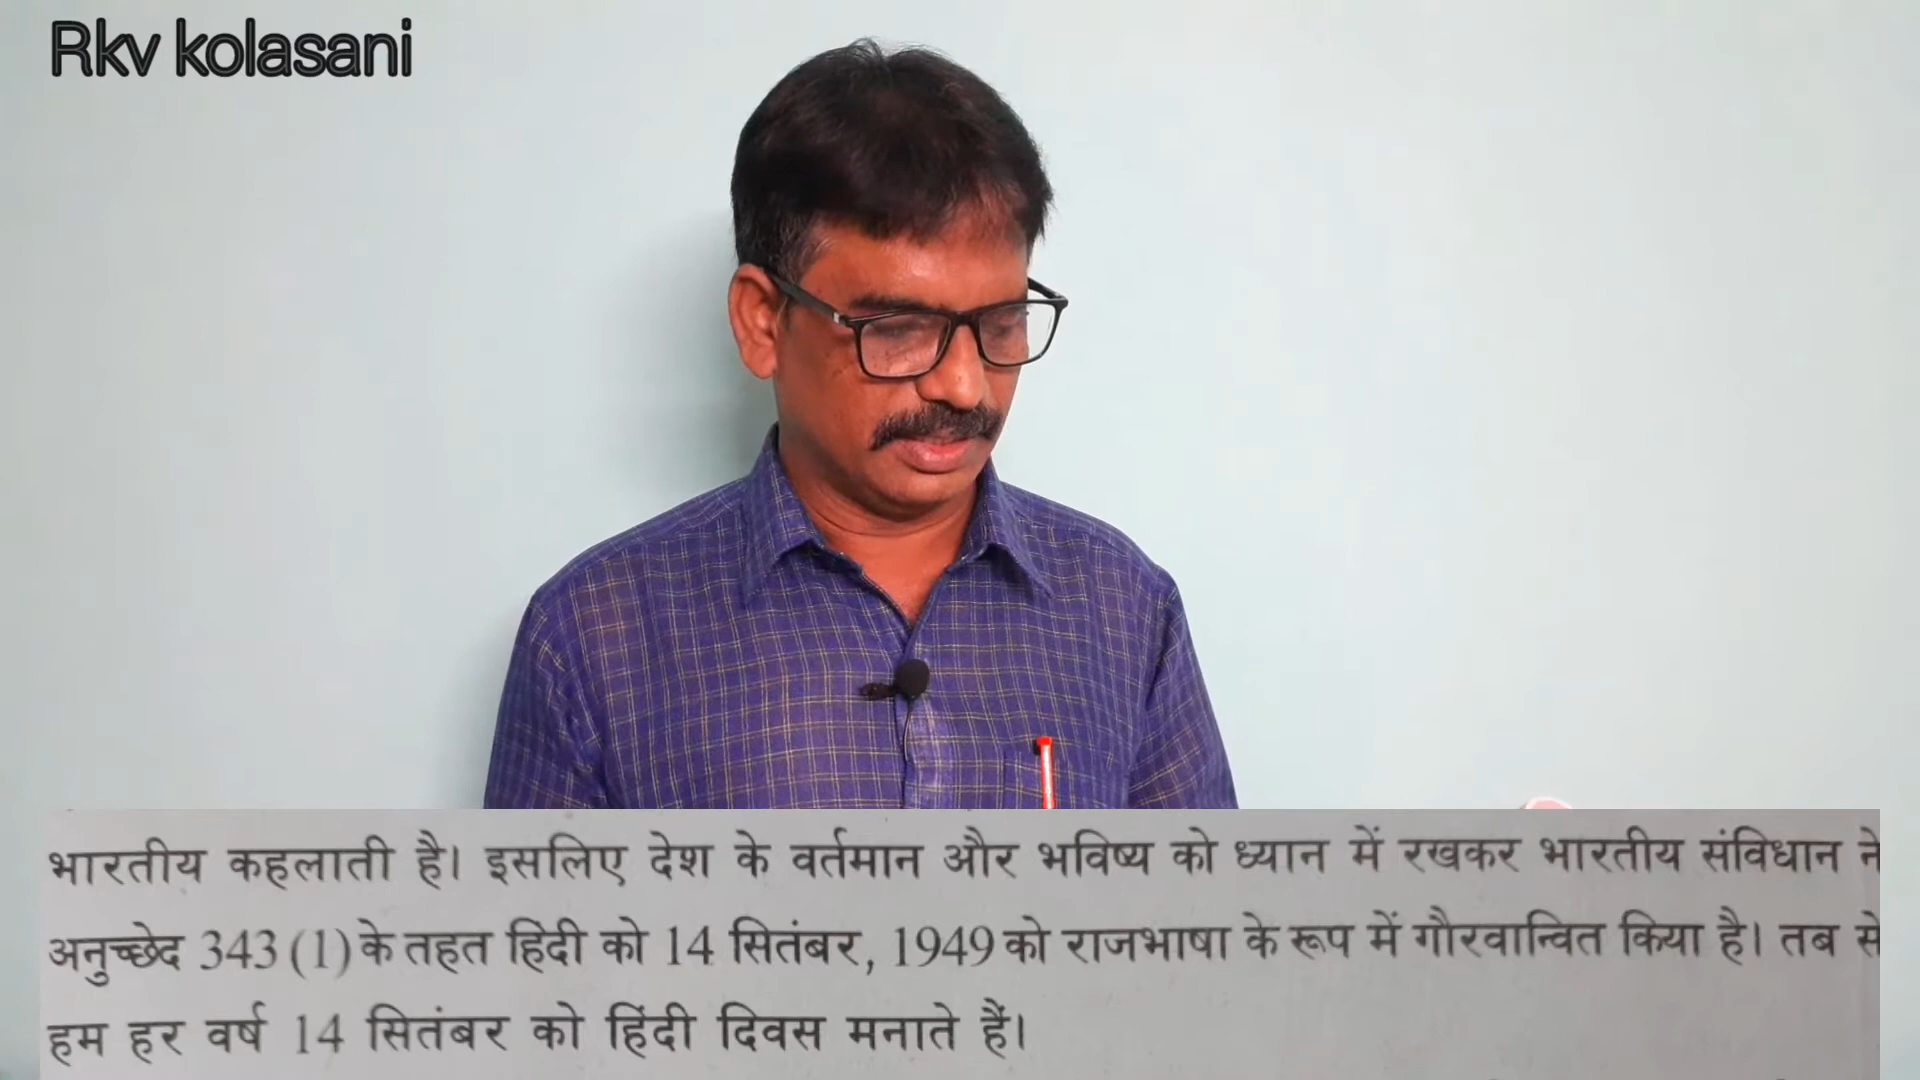 Rkv kolasani
भारतीय कहलाती है। इसलिए देश के वर्तमान और भविष्य को ध्यान में रखकर भारतीय संविधान ने
अनुच्छेद 343 (1) के तहत हिंदी को 14 सितंबर, 1949 को राजभाषा के रूप में गौरवान्वित किया है। तब से
हम हर वर्ष 14 सितंबर को हिंदी दिवस मनाते हैं।